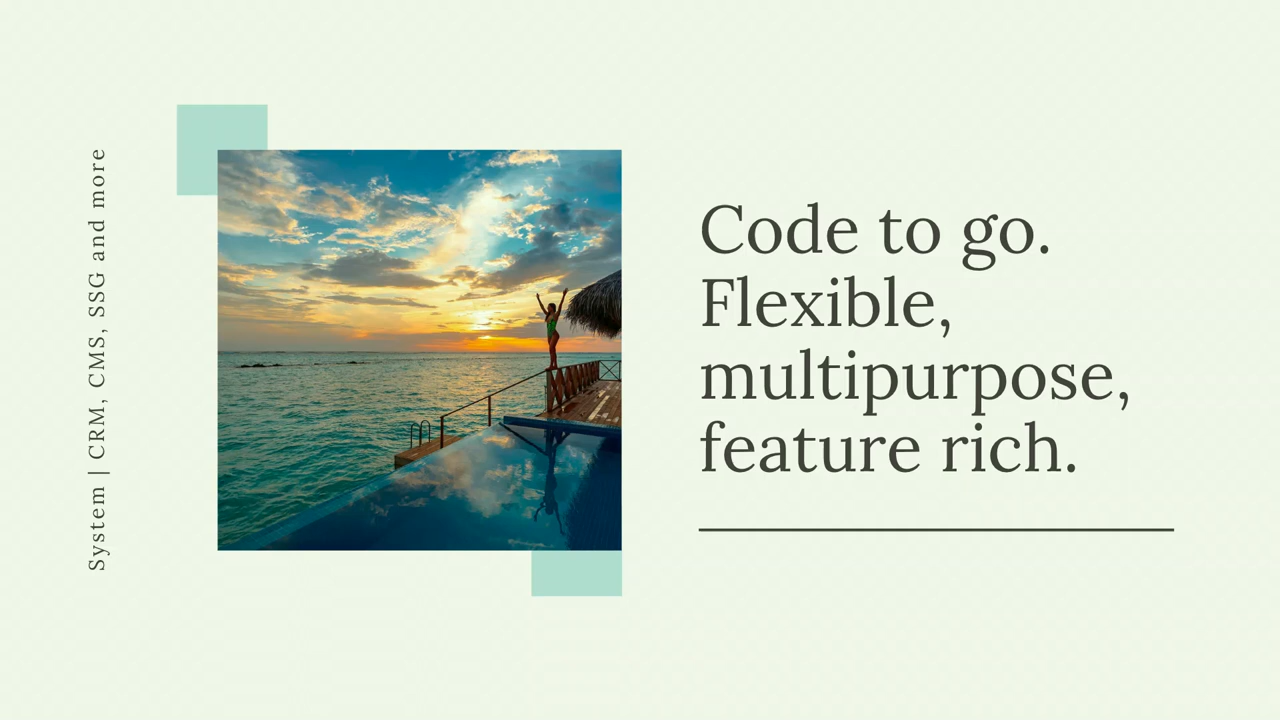 System | CRM, CMS, SSG and more
Code to go.
Flexible,
multipurpose,
feature rich.